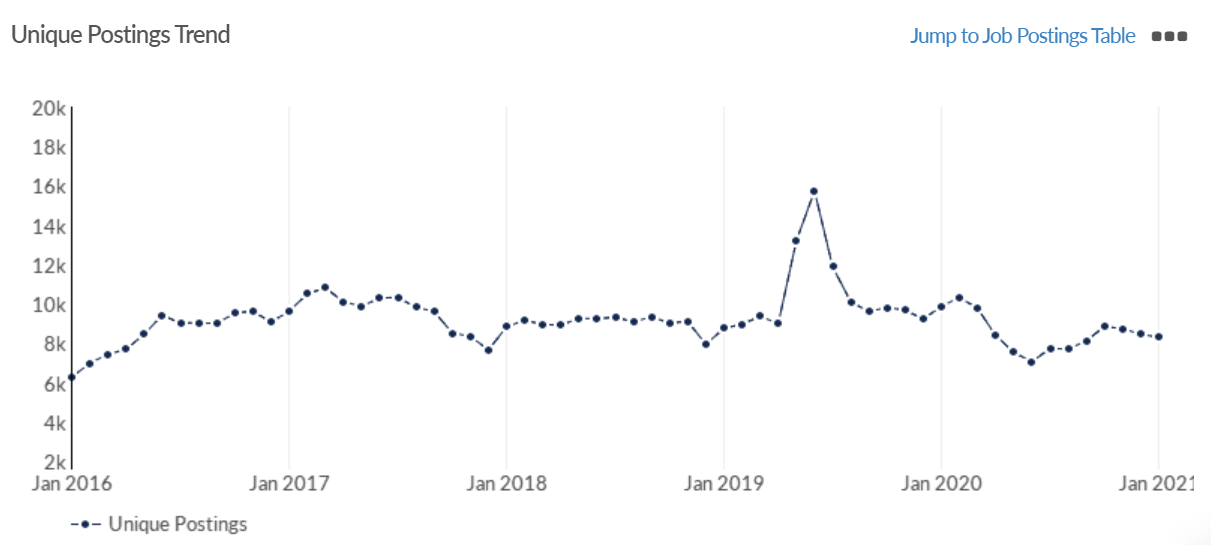 Unique Postings Trend
Jump to Job Postings Table
20k
18k
16k
14k
12k
10k
8k
6k
4k
2k
Jan 2016 Jan 2017 Jan 2018 Jan 2019 Jan 2020 Jan 2021
Unique Postings